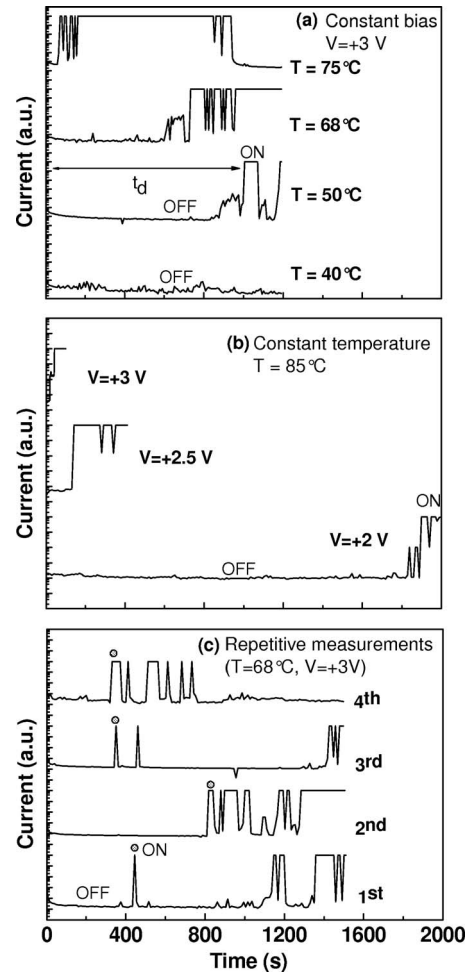 (a) Constant bias
V=+3 V
T = 75°C
T = 68°C
ON
t_d
T = 50°C
OFF
OFF
T = 40°C
Current (a.u.)
(b) Constant temperature
T = 85°C
V=+3 V
V=+2.5 V
ON
V=+2 V
OFF
Current (a.u.)
(c) Repetitive measurements
(T=68°C, V=+3V)
4th
3rd
2nd
ON
OFF
1st
Current (a.u.)
0 400 800 1200 1600 2000
Time (s)